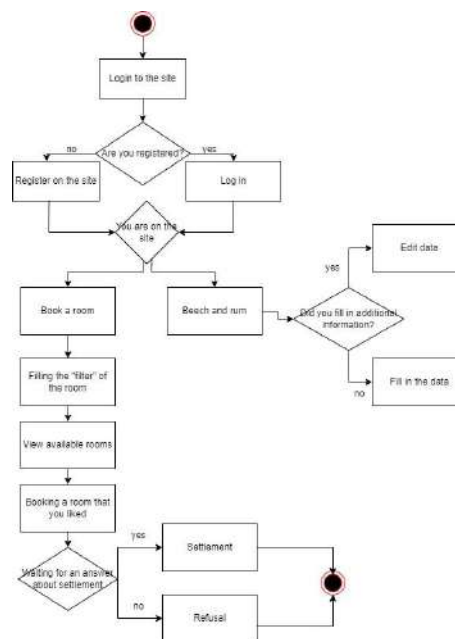 Login to the site
Are you registered?
no
yes
Register on the site
Log in
You are on the
site
Book a room
Beech and rum
Did you fill in additional
information?
yes
Edit data
no
Fill in the data
Filling the "filter" of
the room
View available rooms
Booking a room that
you liked
Waiting for an answer
about settlement
yes
Settlement
no
Refusal